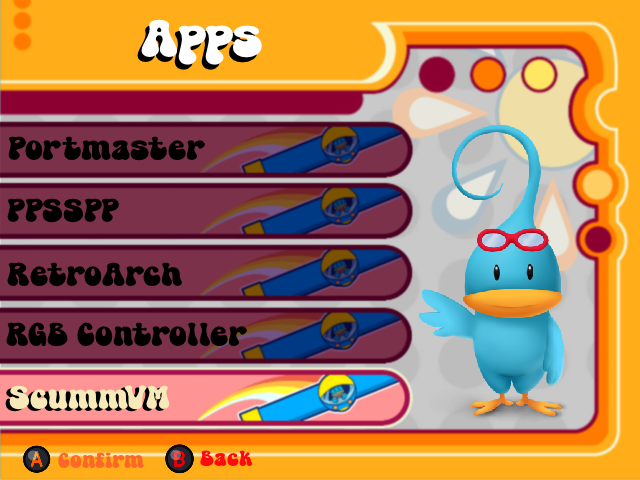 Apps
Portmaster
PPSSPP
RetroArch
RGB Controller
ScummVM
A Confirm B Back